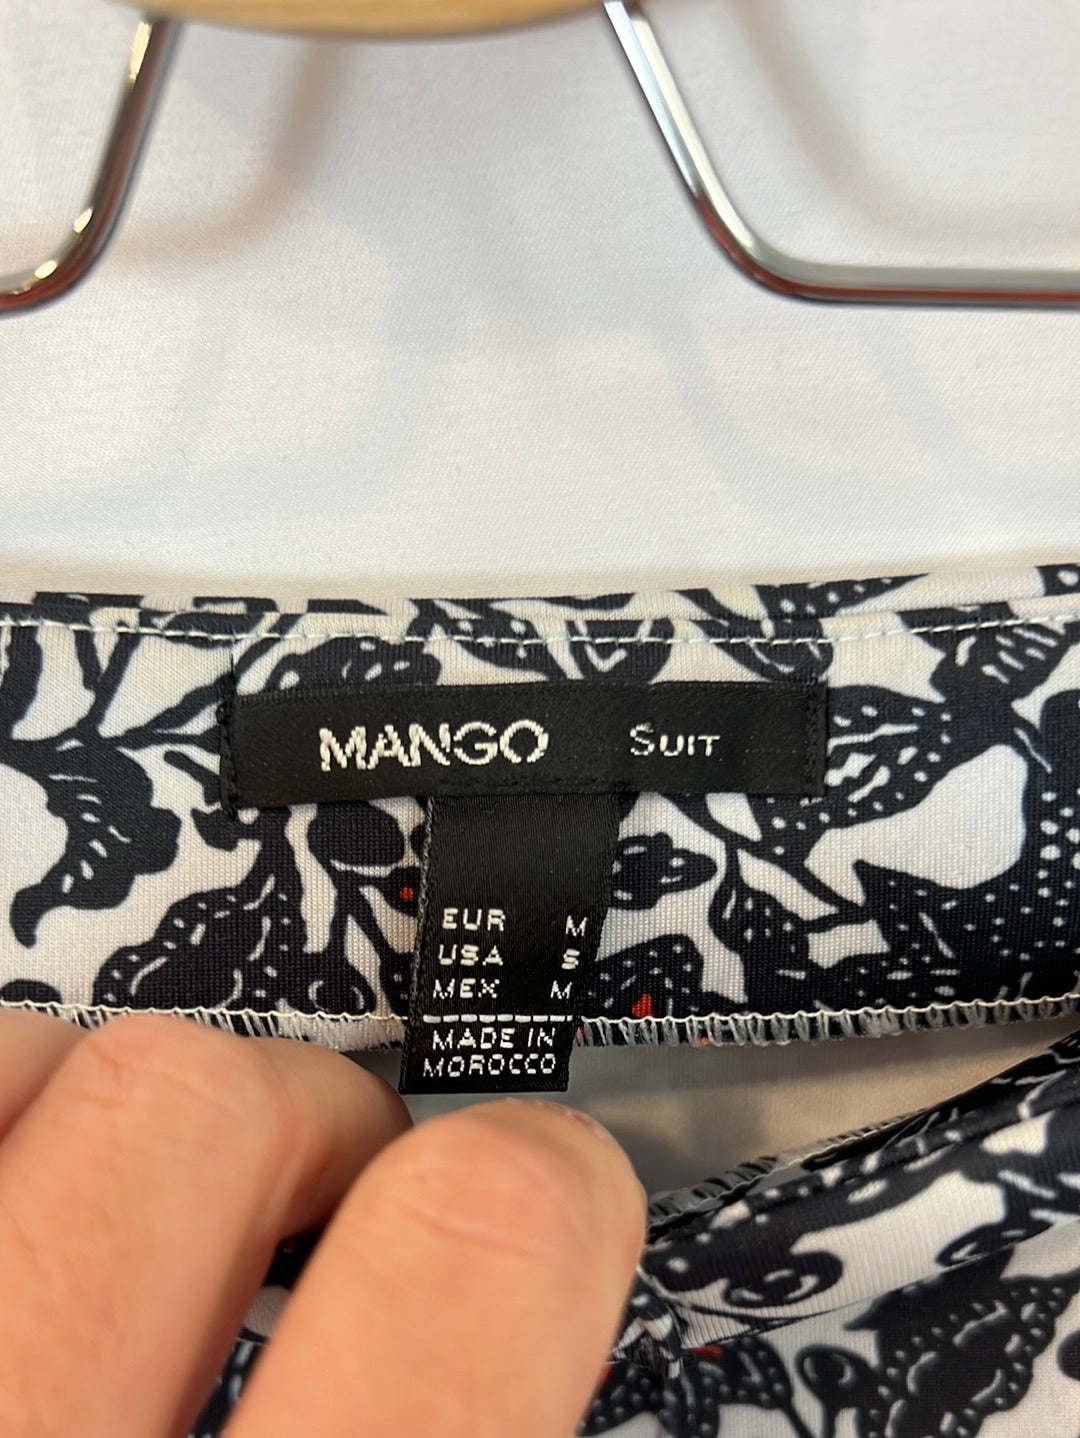 MANGO SUIT
EUR M
USA S
MEX M
MADE IN
MOROCCO